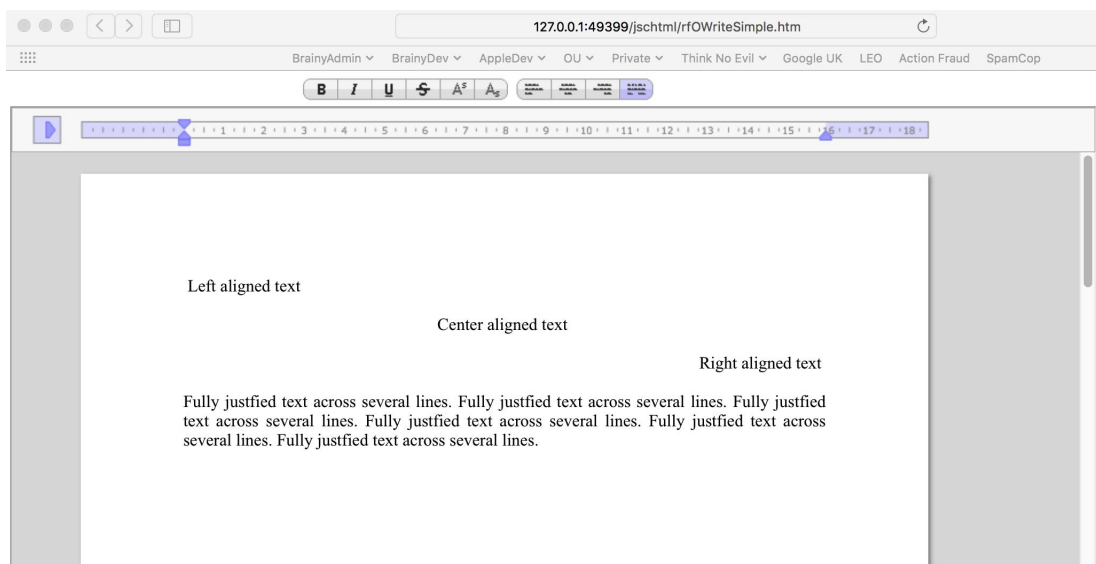 127.0.0.1:49399/jschtml/rfOWriteSimple.htm
BrainyAdmin BrainyDev AppleDev OU Private Think No Evil Google UK LEO Action Fraud SpamCop
B I U S Aˢ Aₛ
1 2 3 4 5 6 7 8 9 10 11 12 13 14 15 16 17 18
Left aligned text
Center aligned text
Right aligned text
Fully justfied text across several lines. Fully justfied text across several lines. Fully justfied
text across several lines. Fully justfied text across several lines. Fully justfied text across
several lines. Fully justfied text across several lines.